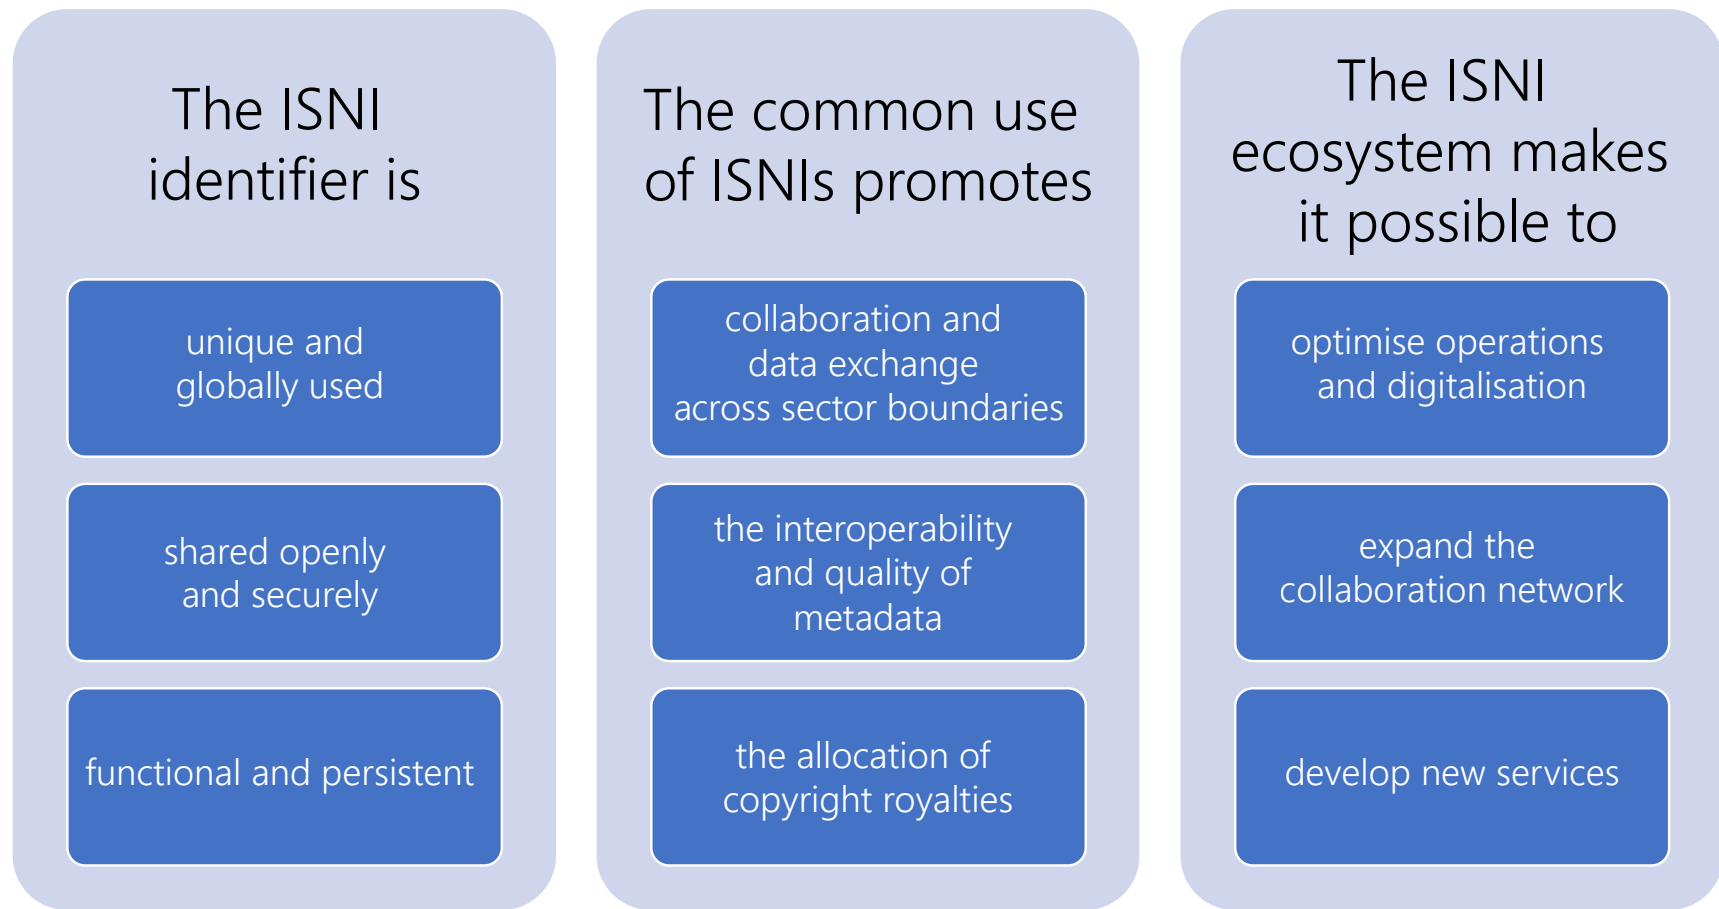 The ISNI
identifier is
unique and
globally used
shared openly
and securely
functional and persistent
The common use
of ISNIs promotes
collaboration and
data exchange
across sector boundaries
the interoperability
and quality of
metadata
the allocation of
copyright royalties
The ISNI
ecosystem makes
it possible to
optimise operations
and digitalisation
expand the
collaboration network
develop new services